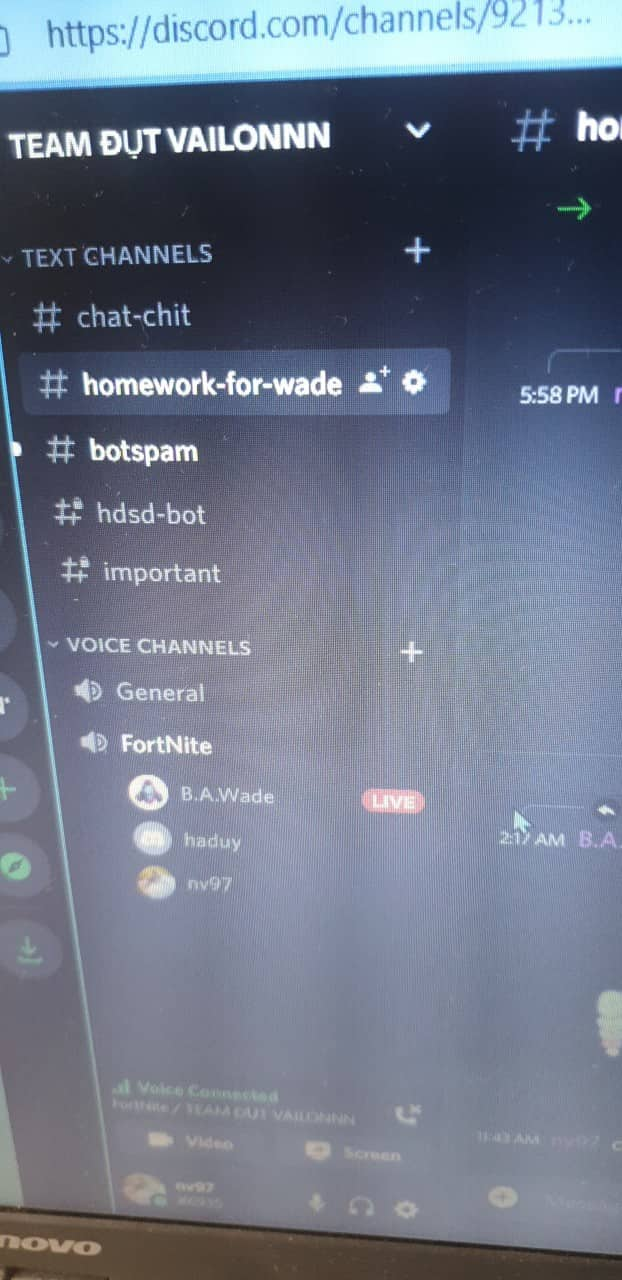 https://discord.com/channels/9213...
TEAM ĐỤT VAILONNN
# ho
TEXT CHANNELS
chat-chit
homework-for-wade
5:58 PM
botspam
hdsd-bot
important
VOICE CHANNELS
General
FortNite
B.A.Wade LIVE
2:17 AM B.A.
haduy
nv97
Voice Connected
FortNite / TEAM ĐỤT VAILONNN
11:43 AM nv97
Video Screen
nv97
novo